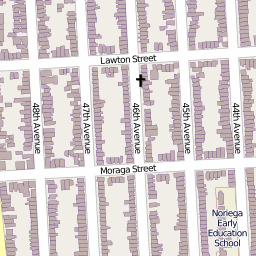 Lawton Street
48th Avenue
47th Avenue
46th Avenue
45th Avenue
44th Avenue
Moraga Street
Noriega
Early
Education
School